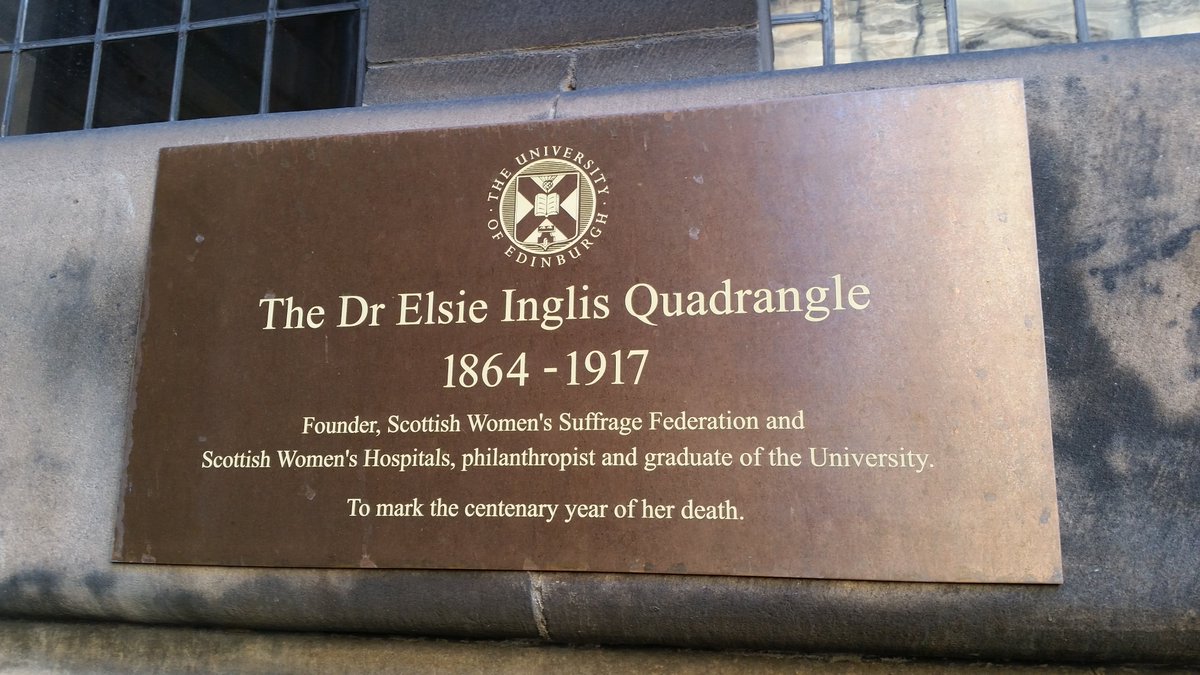 THE UNIVERSITY OF EDINBURGH
The Dr Elsie Inglis Quadrangle
1864 - 1917
Founder, Scottish Women's Suffrage Federation and
Scottish Women's Hospitals, philanthropist and graduate of the University.
To mark the centenary year of her death.